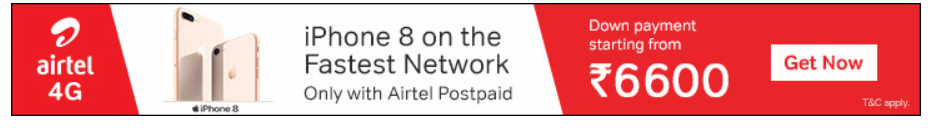 airtel
4G
iPhone 8
iPhone 8 on the
Fastest Network
Only with Airtel Postpaid
Down payment
starting from
₹6600
Get Now
T&C apply.